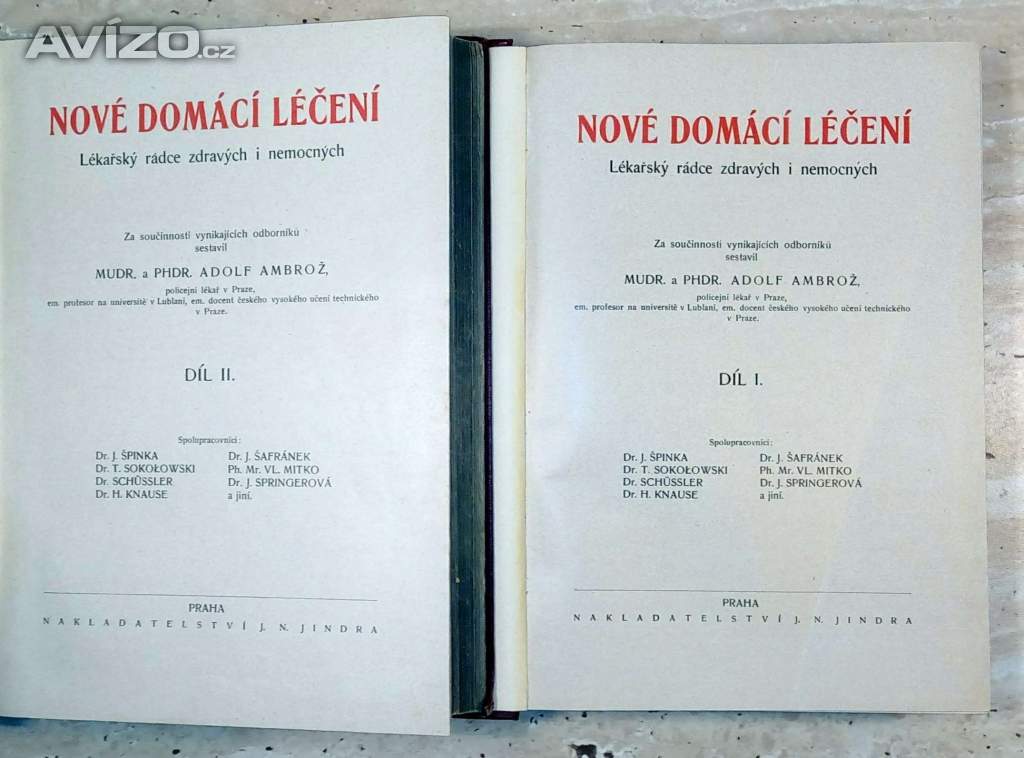 AVÍZO.cz
NOVÉ DOMÁCÍ LÉČENÍ
Lékařský rádce zdravých i nemocných
Za součinnosti vynikajících odborníků
sestavil
MUDR. a PHDR. ADOLF AMBROŽ,
policejní lékař v Praze,
em. profesor na universitě v Lublani, em. docent českého vysokého učení technického
v Praze.
DÍL II.
Spolupracovníci:
Dr. J. ŠPINKA Dr. J. ŠAFRÁNEK
Dr. T. SOKOŁOWSKI Ph. Mr. VL. MITKO
Dr. SCHÜSSLER Dr. J. SPRINGEROVÁ
Dr. H. KNAUSE a jiní.
PRAHA
NAKLADATELSTVÍ J. N. JINDRA
NOVÉ DOMÁCÍ LÉČENÍ
Lékařský rádce zdravých i nemocných
Za součinnosti vynikajících odborníků
sestavil
MUDR. a PHDR. ADOLF AMBROŽ,
policejní lékař v Praze,
em. profesor na universitě v Lublani, em. docent českého vysokého učení technického
v Praze.
DÍL I.
Spolupracovníci:
Dr. J. ŠPINKA Dr. J. ŠAFRÁNEK
Dr. T. SOKOŁOWSKI Ph. Mr. VL. MITKO
Dr. SCHÜSSLER Dr. J. SPRINGEROVÁ
Dr. H. KNAUSE a jiní.
PRAHA
NAKLADATELSTVÍ J. N. JINDRA